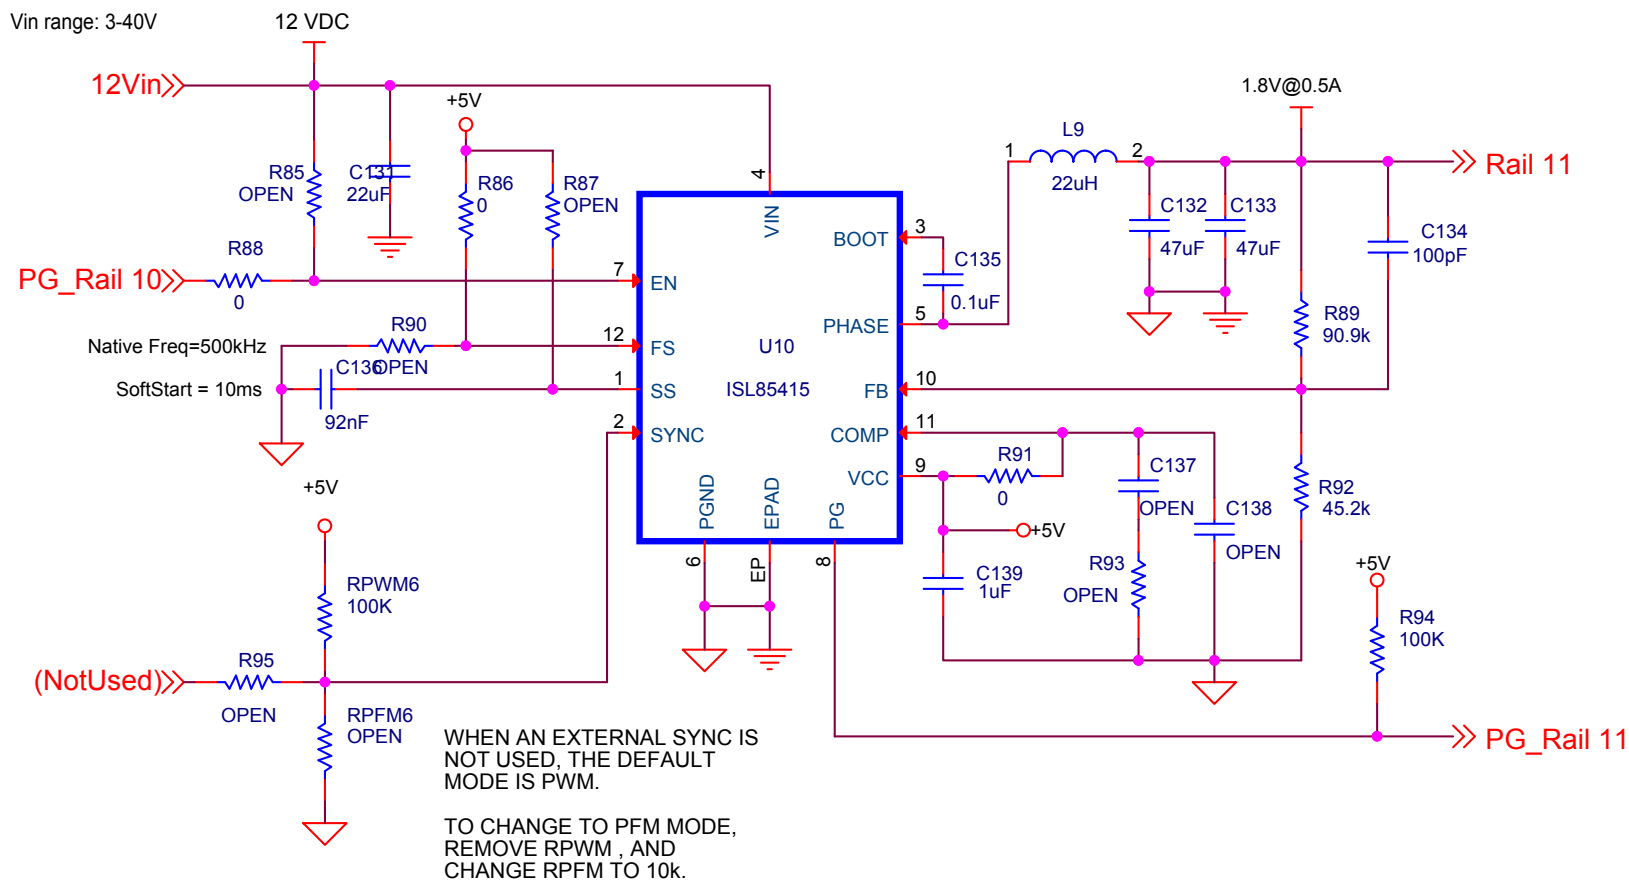 Vin range: 3-40V
12 VDC
12Vin
+5V
1.8V@0.5A
L9
1
2
22uH
Rail 11
R85
OPEN
C131
22uF
R86
0
R87
OPEN
4
VIN
C132
47uF
C133
47uF
C134
100pF
R88
0
PG_Rail 10
7
EN
BOOT
3
C135
0.1uF
PHASE
5
R89
90.9k
Native Freq=500kHz
R90
OPEN
12
FS
U10
ISL85415
SoftStart = 10ms
C136
92nF
1
SS
FB
10
2
SYNC
COMP
11
VCC
9
R91
0
C137
OPEN
C138
OPEN
R92
45.2k
+5V
PGND
EPAD
PG
6
EP
8
+5V
C139
1uF
R93
OPEN
+5V
R94
100K
RPWM6
100K
(NotUsed)
R95
OPEN
RPFM6
OPEN
PG_Rail 11
WHEN AN EXTERNAL SYNC IS
NOT USED, THE DEFAULT
MODE IS PWM.
TO CHANGE TO PFM MODE,
REMOVE RPWM , AND
CHANGE RPFM TO 10k.